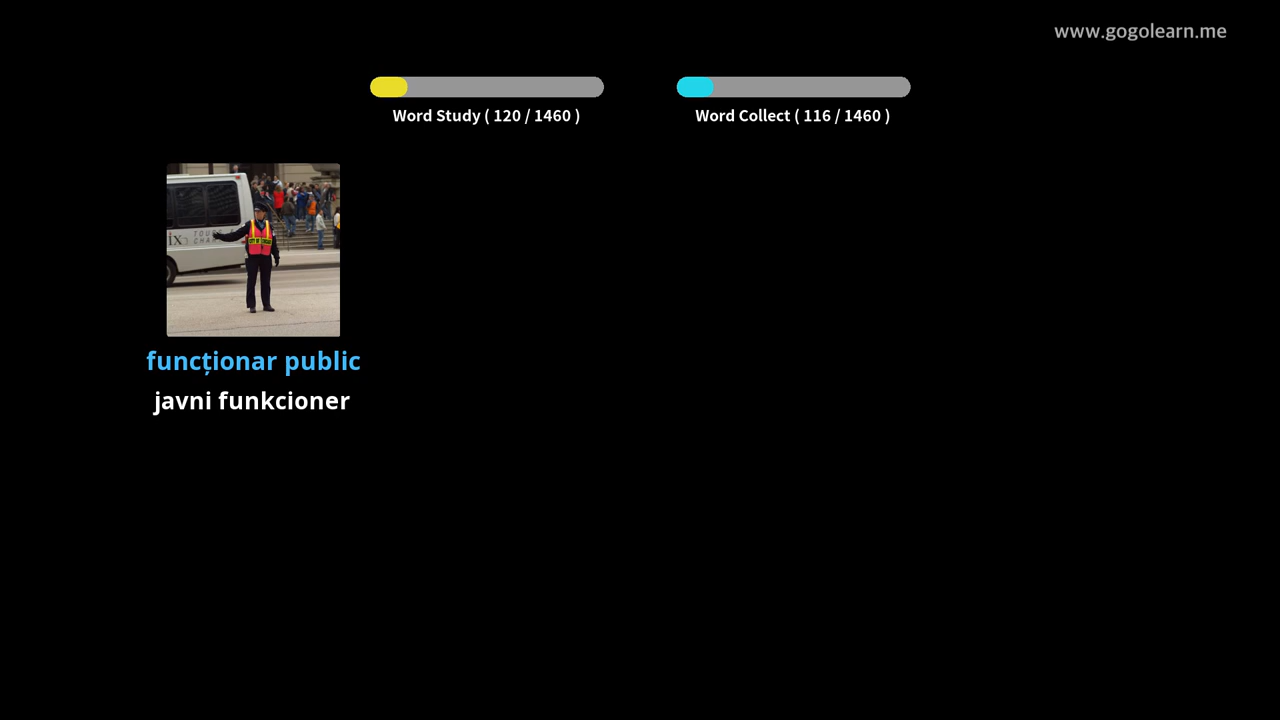 www.gogolearn.me
Word Study ( 120 / 1460 )
Word Collect ( 116 / 1460 )
funcționar public
javni funkcioner